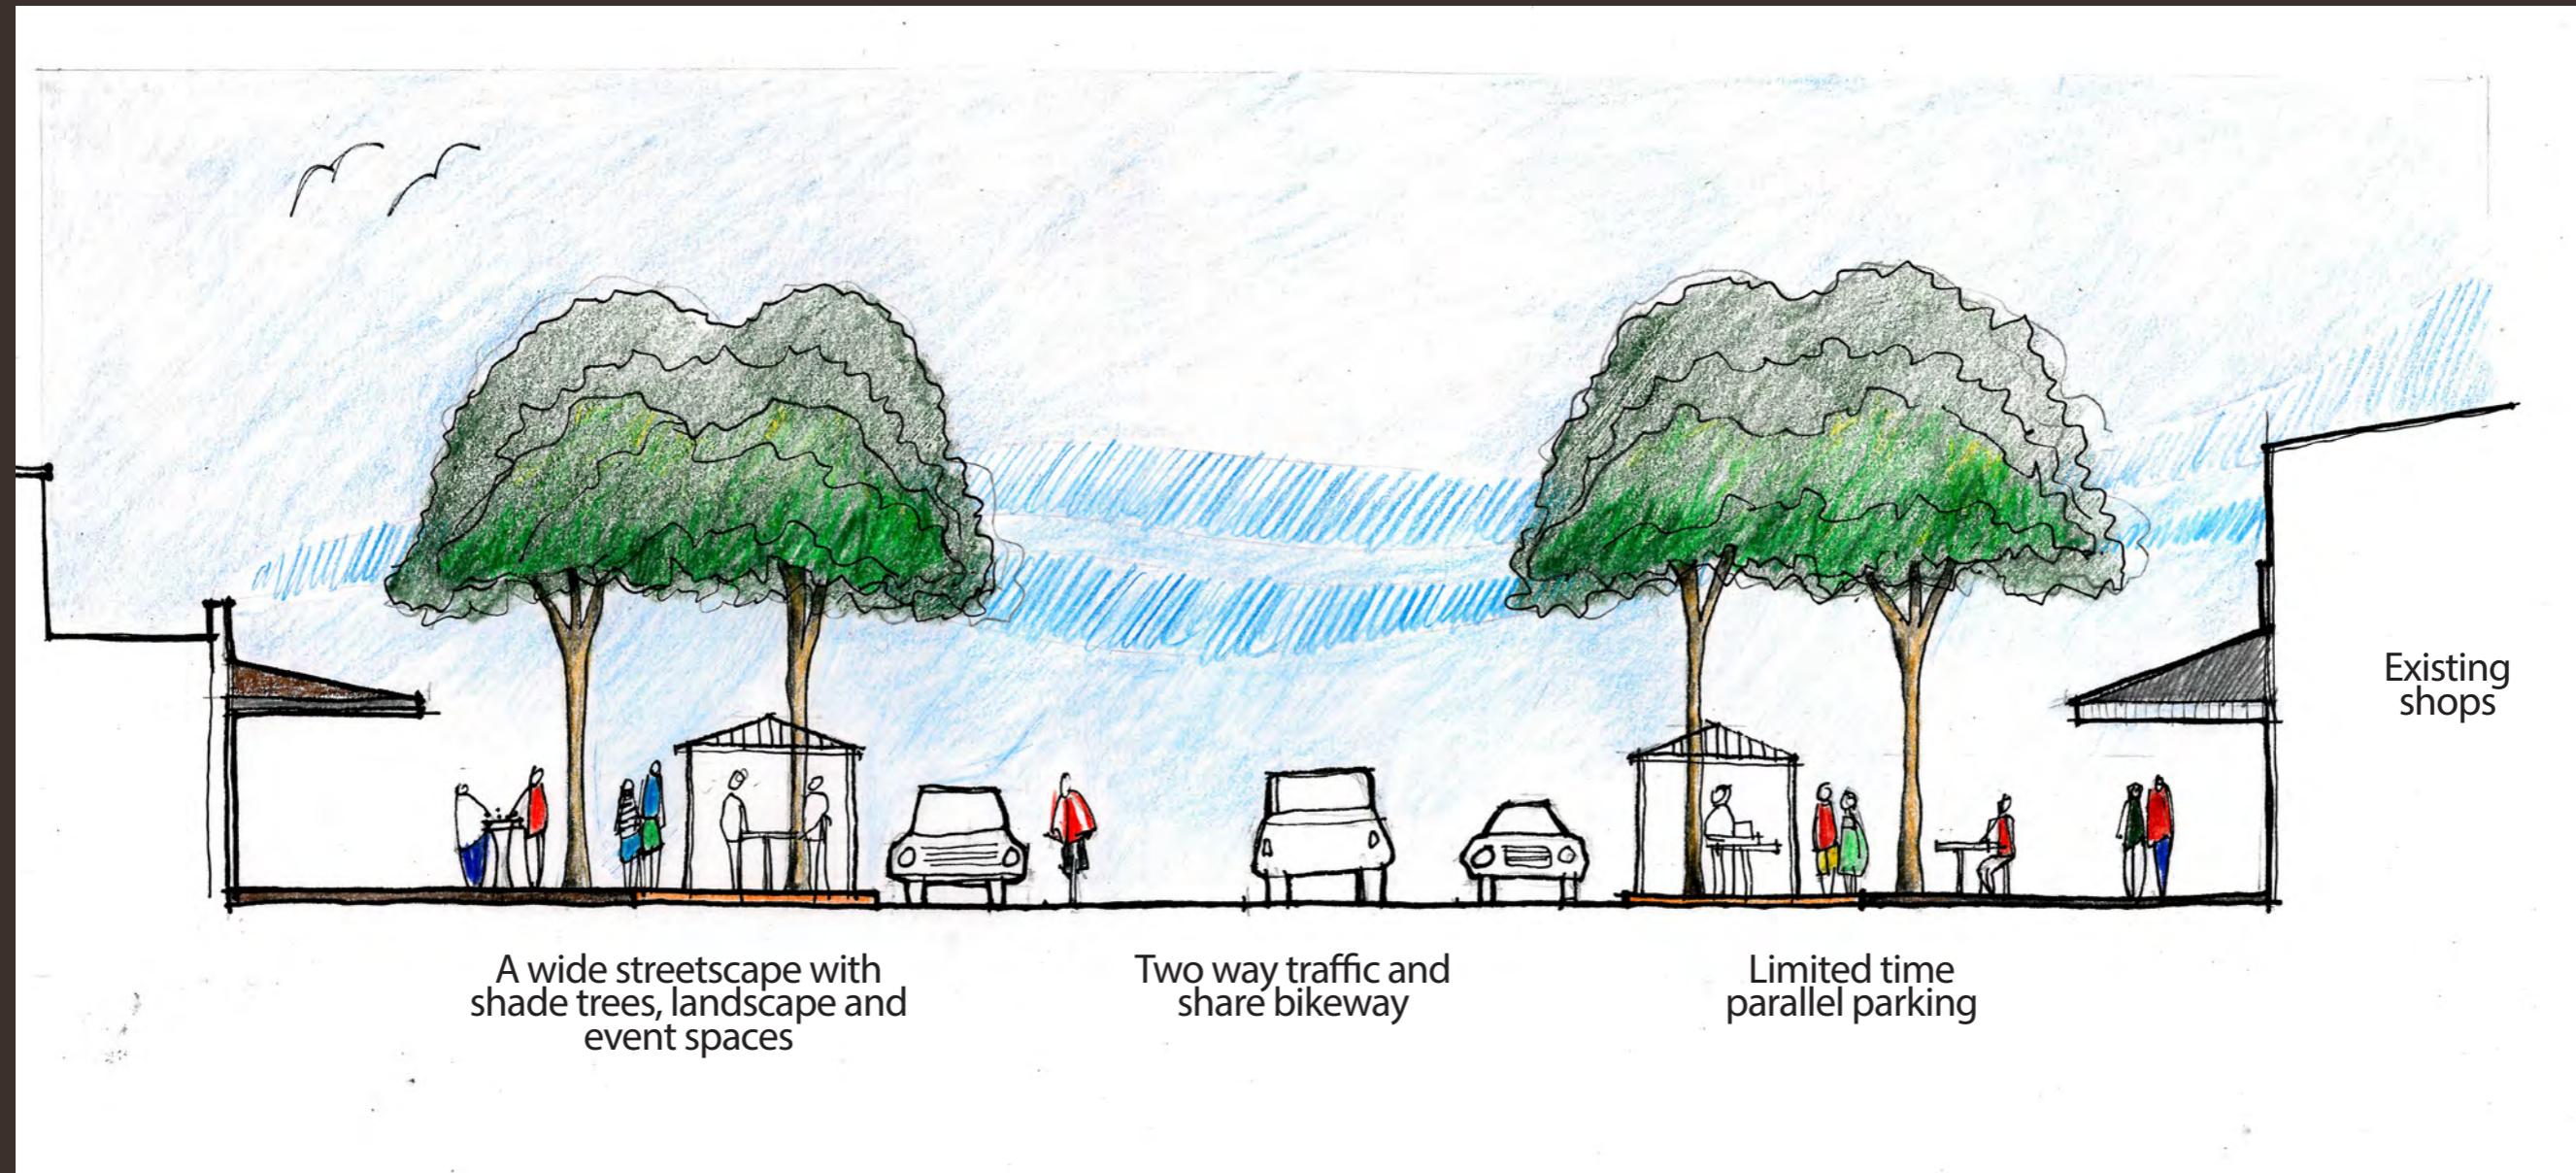 Existing
shops
A wide streetscape with
shade trees, landscape and
event spaces
Two way traffic and
share bikeway
Limited time
parallel parking